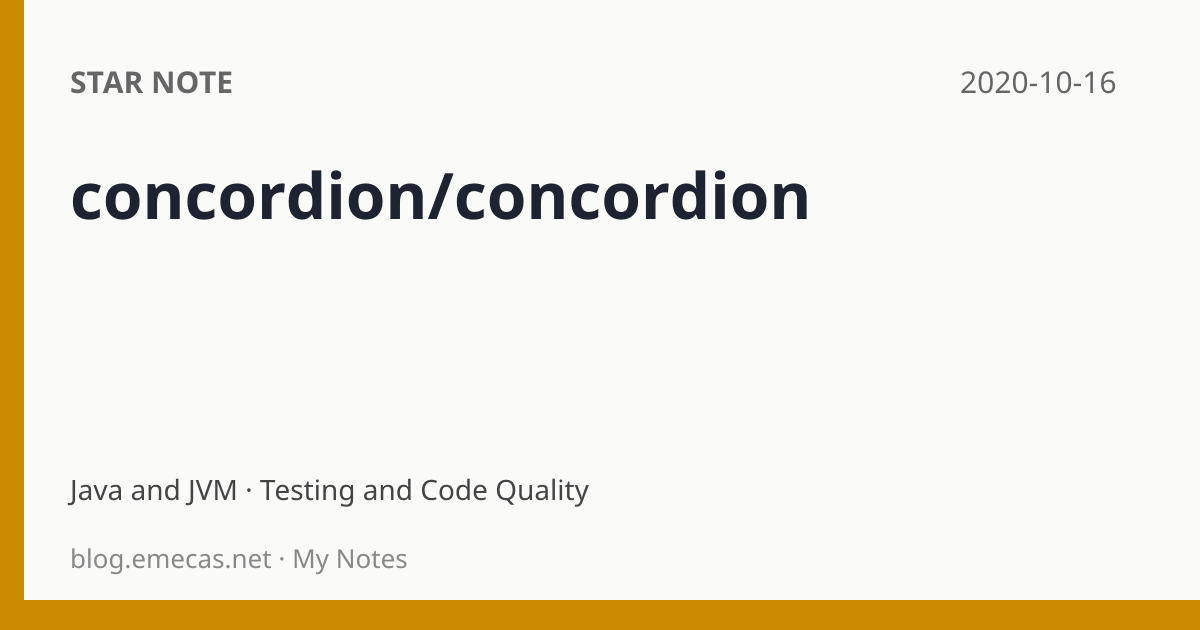 STAR NOTE
2020-10-16
concordion/concordion
Java and JVM · Testing and Code Quality
blog.emecas.net · My Notes